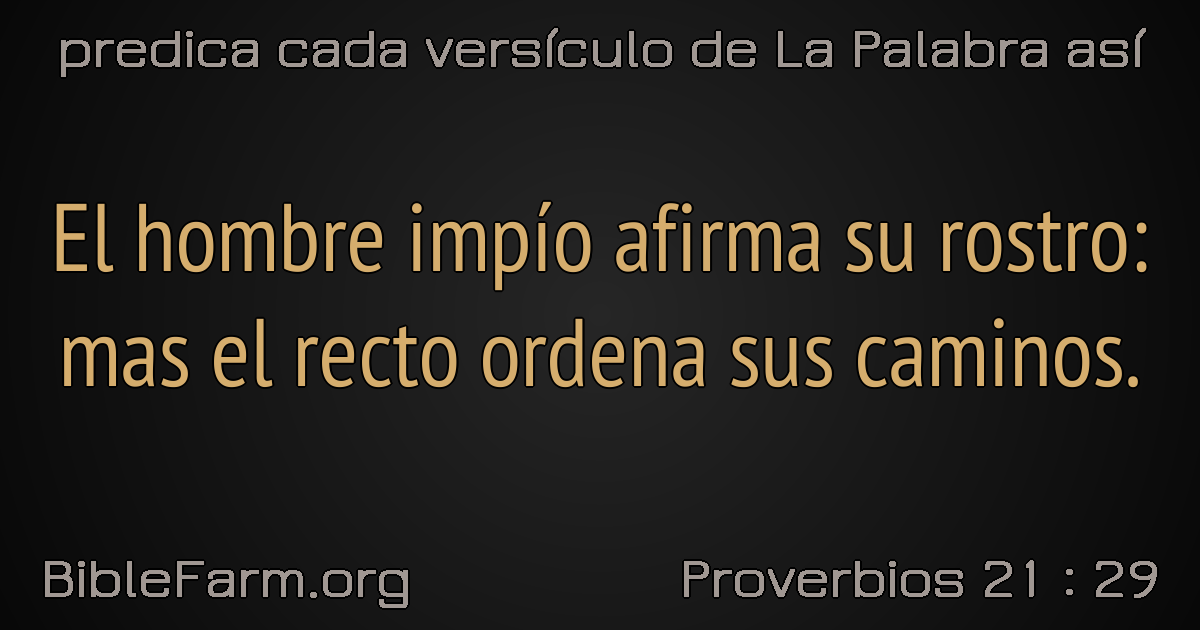 predica cada versículo de La Palabra así
El hombre impío afirma su rostro:
mas el recto ordena sus caminos.
BibleFarm.org
Proverbios 21 : 29